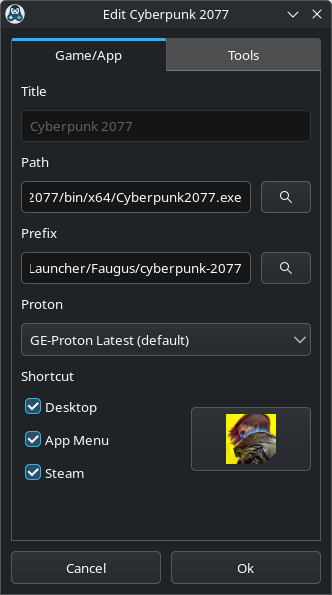 Edit Cyberpunk 2077
Game/App
Tools
Title
Cyberpunk 2077
Path
2077/bin/x64/Cyberpunk2077.exe
Prefix
Launcher/Faugus/cyberpunk-2077
Proton
GE-Proton Latest (default)
Shortcut
Desktop
App Menu
Steam
Cancel
Ok